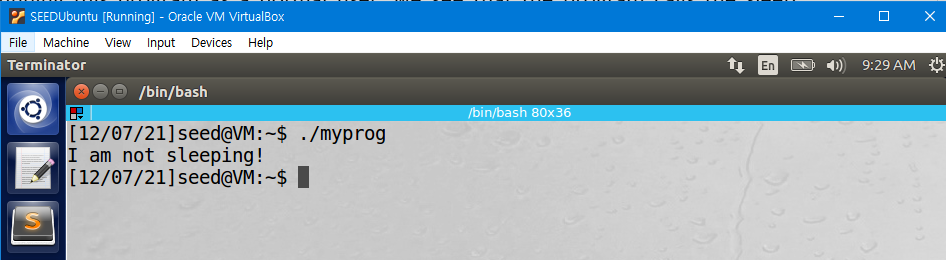 SEEDUbuntu [Running] - Oracle VM VirtualBox
File Machine View Input Devices Help
Terminator En 9:29 AM
/bin/bash
/bin/bash 80x36
[12/07/21]seed@VM:~$ ./myprog
I am not sleeping!
[12/07/21]seed@VM:~$